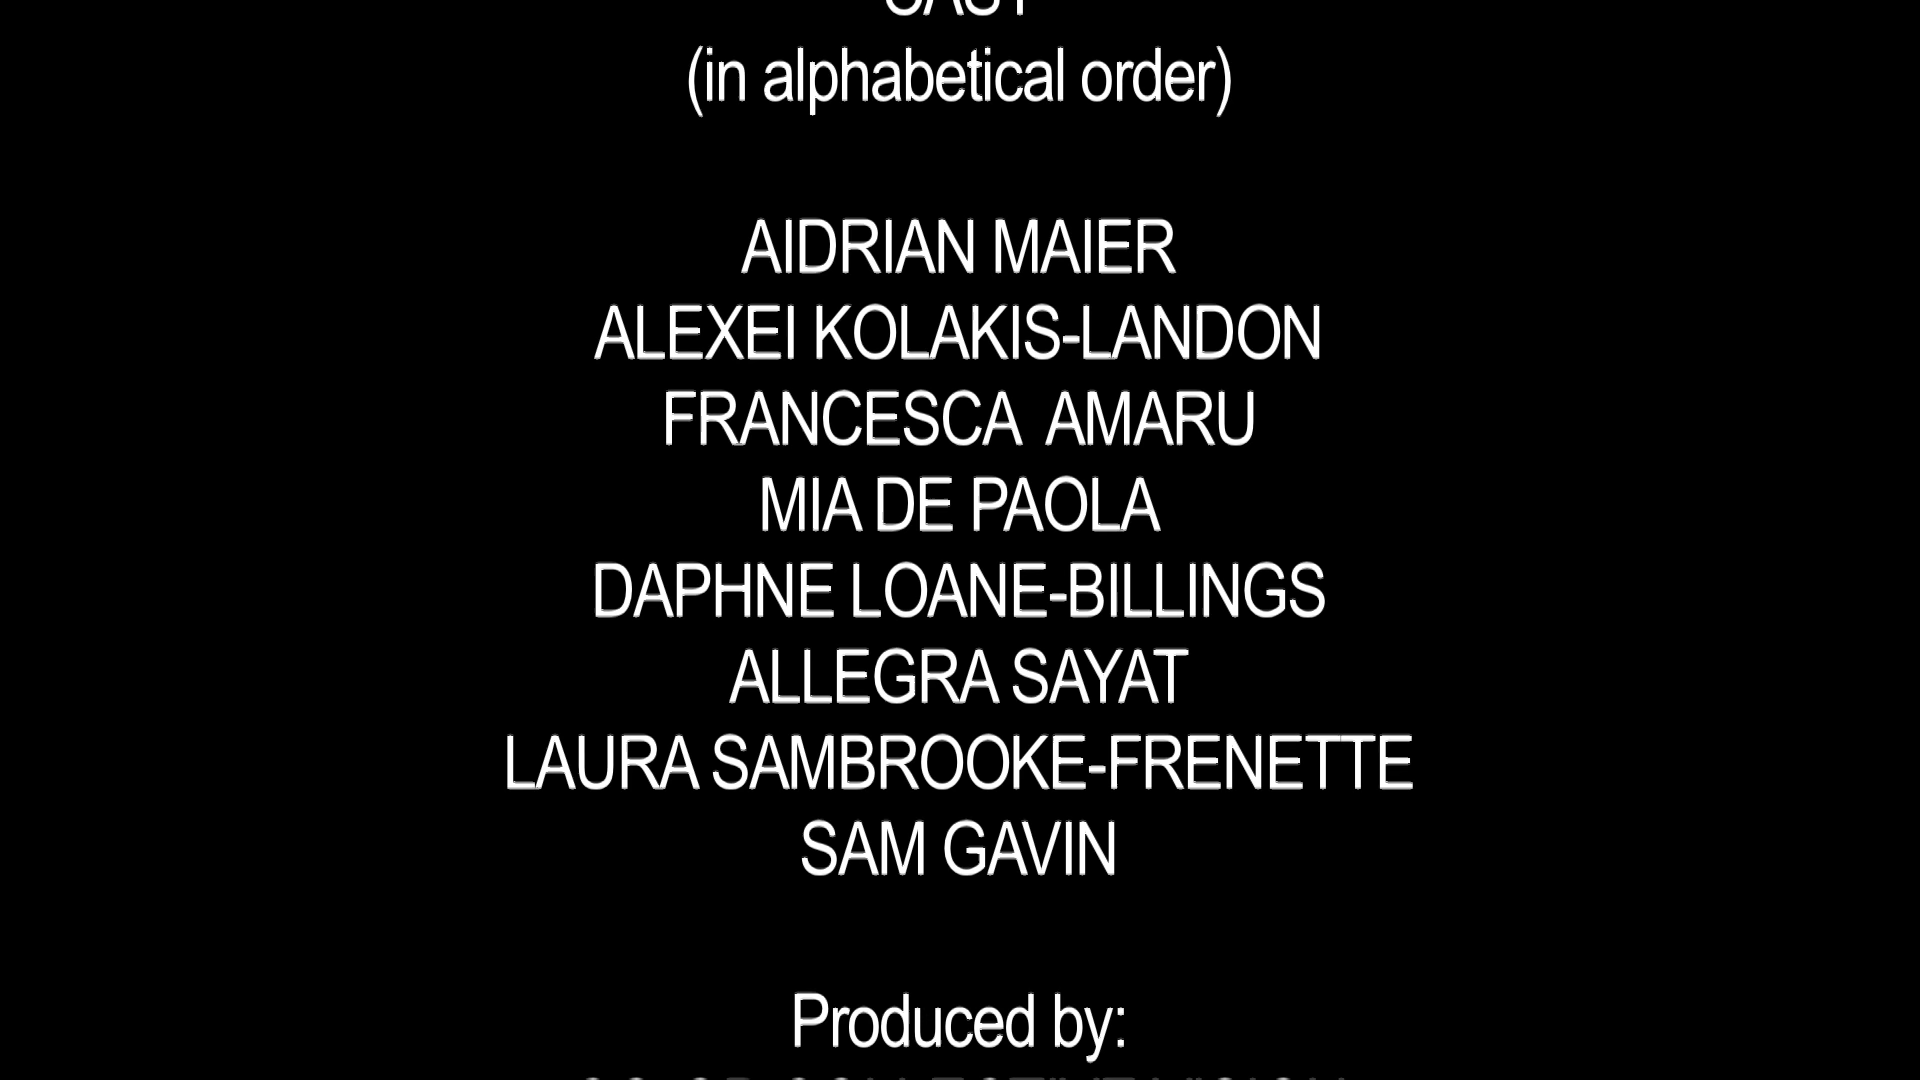 CAST
(in alphabetical order)
AIDRIAN MAIER
ALEXEI KOLAKIS-LANDON
FRANCESCA  AMARU
MIA DE PAOLA
DAPHNE LOANE-BILLINGS
ALLEGRA SAYAT
LAURA SAMBROOKE-FRENETTE
SAM GAVIN
Produced by: